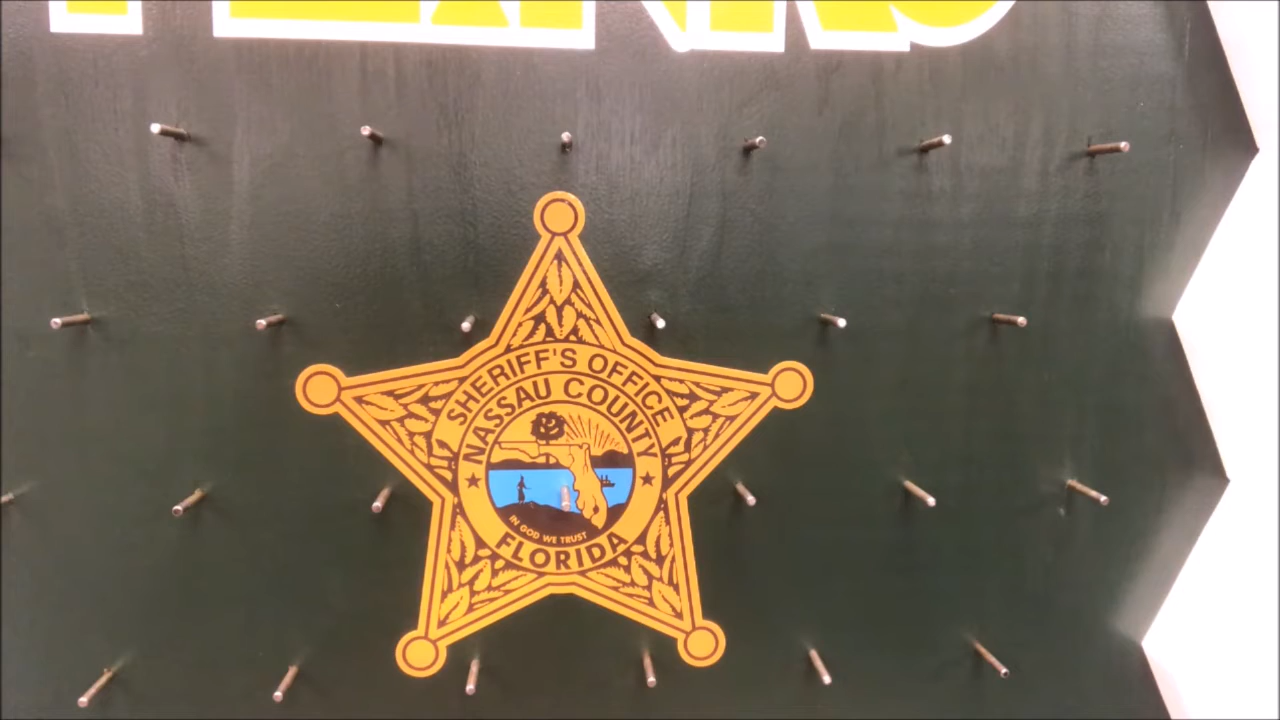 SHERIFF'S OFFICE
NASSAU COUNTY
IN GOD WE TRUST
FLORIDA